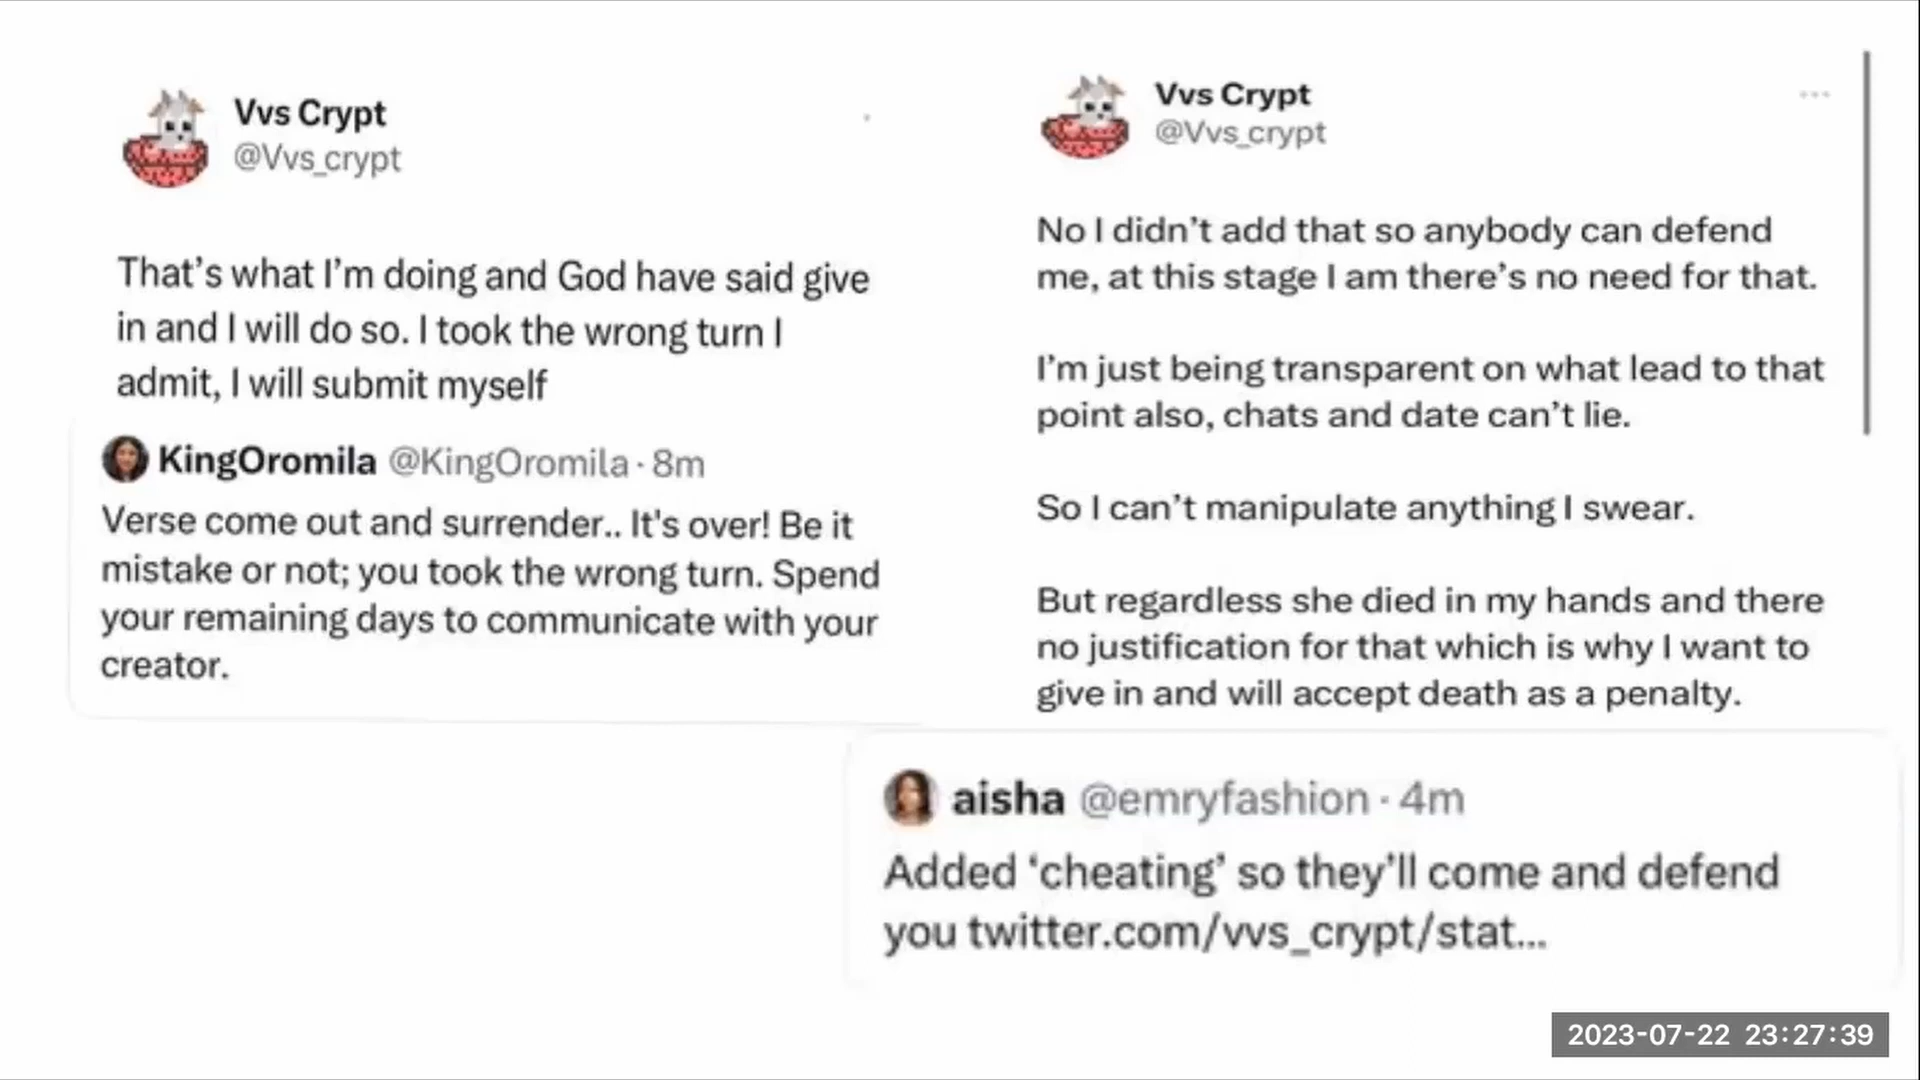 Vvs Crypt
@Vvs_crypt
That's what I'm doing and God have said give
in and I will do so. I took the wrong turn I
admit, I will submit myself
KingOromila @KingOromila · 8m
Verse come out and surrender.. It's over! Be it
mistake or not; you took the wrong turn. Spend
your remaining days to communicate with your
creator.
Vvs Crypt
@Vvs_crypt
No I didn't add that so anybody can defend
me, at this stage I am there's no need for that.
I'm just being transparent on what lead to that
point also, chats and date can't lie.
So I can't manipulate anything I swear.
But regardless she died in my hands and there
no justification for that which is why I want to
give in and will accept death as a penalty.
aisha @emryfashion · 4m
Added ‘cheating’ so they'll come and defend
you twitter.com/vvs_crypt/stat...
2023-07-22 23:27:39